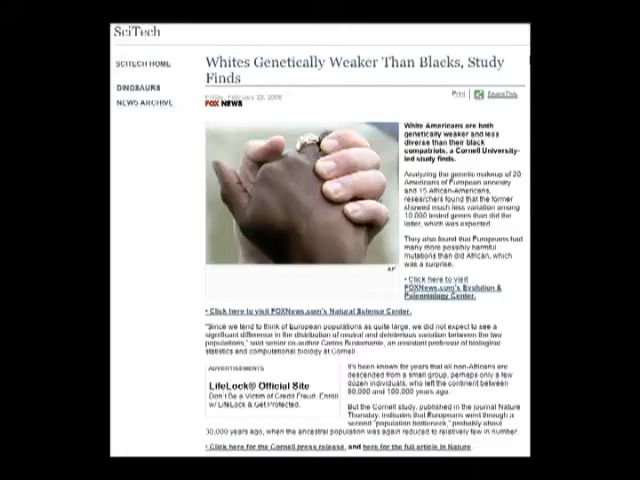 SciTech
SCITECH HOME
DINOSAURS
NEWS ARCHIVE
Whites Genetically Weaker Than Blacks, Study
Finds
Friday, February 22, 2008
FOX NEWS
Print
ShareThis
White Americans are both
genetically weaker and less
diverse than their black
compatriots, a Cornell University-
led study finds.
Analyzing the genetic makeup of 20
Americans of European ancestry
and 15 African-Americans,
researchers found that the former
showed much less variation among
10,000 tested genes than did the
latter, which was expected.
They also found that Europeans had
many more possibly harmful
mutations than did African, which
was a surprise.
• Click here to visit
FOXNews.com's Evolution &
Paleontology Center.
AP
• Click here to visit FOXNews.com's Natural Science Center.
"Since we tend to think of European populations as quite large, we did not expect to see a
significant difference in the distribution of neutral and deleterious variation between the two
populations," said senior co-author Carlos Bustamante, an assistant professor of biological
statistics and computational biology at Cornell.
ADVERTISEMENTS
LifeLock® Official Site
Don't Be a Victim of Credit Fraud. Enroll
w/ LifeLock & Get Protected.
It's been known for years that all non-Africans are
descended from a small group, perhaps only a few
dozen individuals, who left the continent between
50,000 and 100,000 years ago.
But the Cornell study, published in the journal Nature
Thursday, indicates that Europeans went through a
second "population bottleneck," probably about
30,000 years ago, when the ancestral population was again reduced to relatively few in number.
• Click here for the Cornell press release, and here for the full article in Nature.